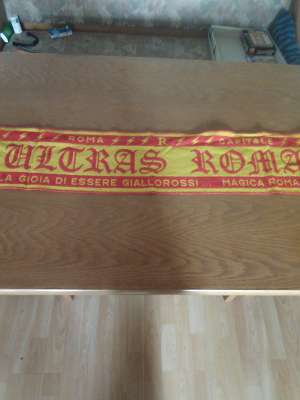 ROMA R CAPITALE
ULTRAS ROMA
LA GIOIA DI ESSERE GIALLOROSSI MAGICA ROMA